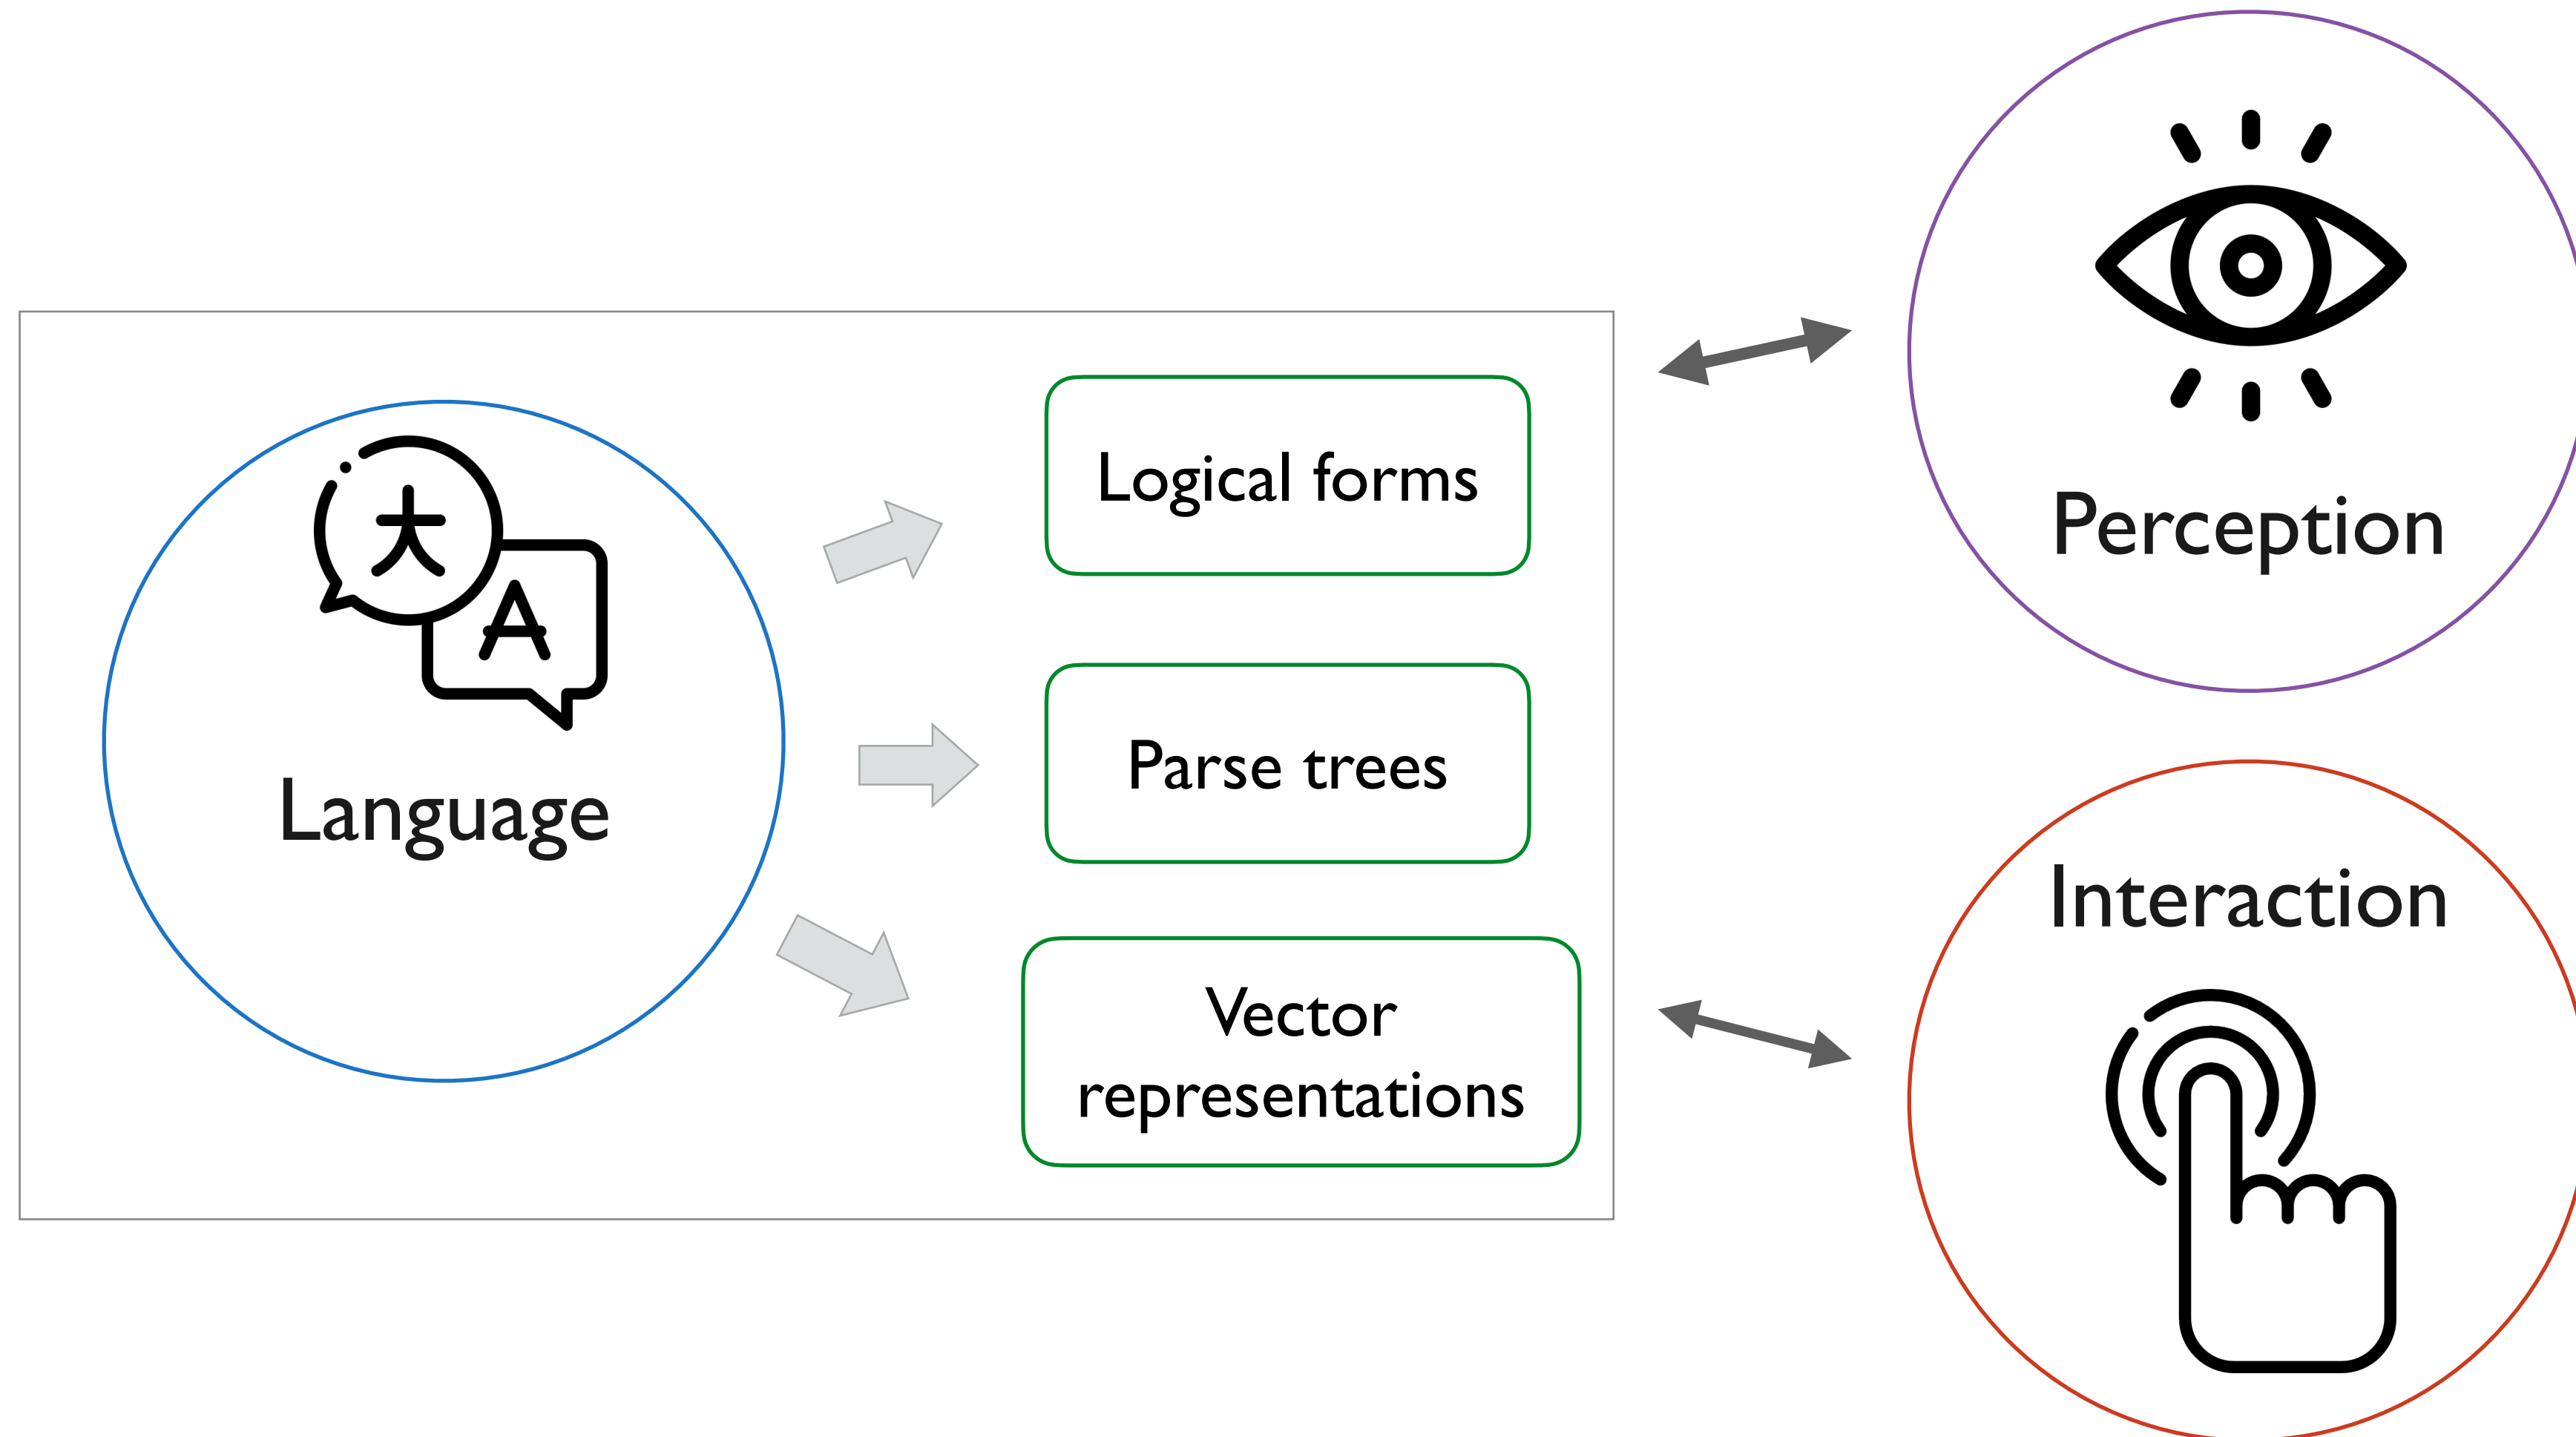 大
A
Language
Logical forms
Parse trees
Vector
representations
Perception
Interaction